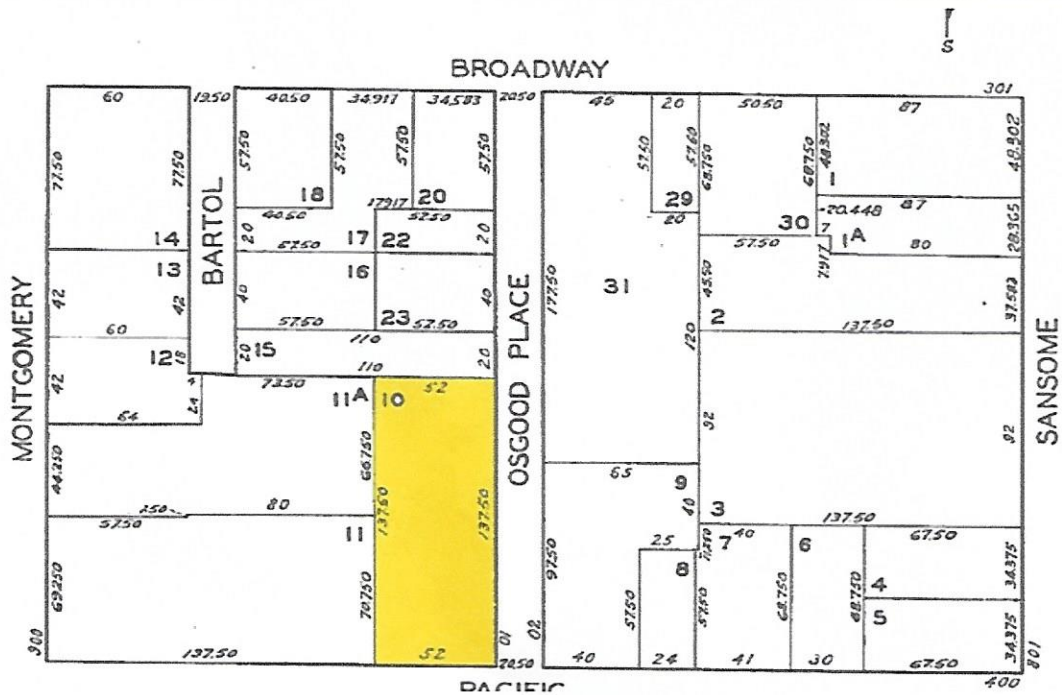 S
BROADWAY
60 19.50 40.50 34.917 34.583 20.50 46 20 50.50 87 301
77.50 77.50 57.50 57.50 57.50 57.50 57.50 57.60 68.750 68.750 48.302 48.302
18 20 29 1
17.917
40.50 52.50 20 20.448 87
14 20 17 22 20 30 7 1A 28.365
67.50 57.50 80
13 BARTOL 16 7.917
MONTGOMERY 42 42 40 40 177.50 31 45.50 37.583
57.50 23 52.50 2 137.50
60 110
12 18 20 15 20 OSGOOD PLACE 120 SANSOME
110
42 4 73.50 11A 10 52
24
64 92 92
44.250 66.750
65 9
250 80 137.50 137.50 40 3
57.50 11 137.50
25 7 40 6 67.50
11.250
8 34.375
69.250 70.750 97.50 57.50 57.50 68.750 68.750 4
5
34.375
900 01 02 801
137.50 52 20.50 40 24 41 30 67.50
400
PACIFIC